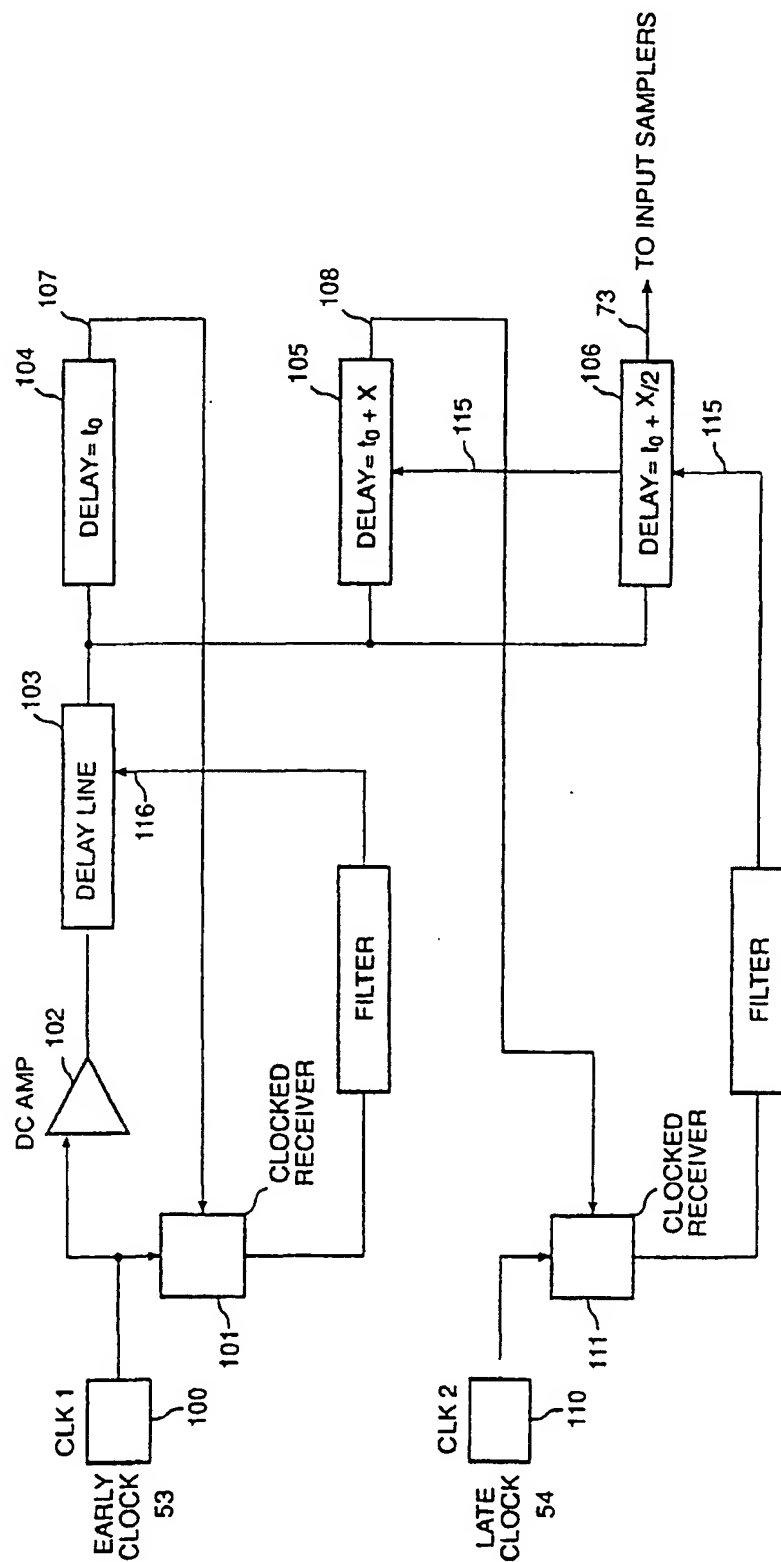 EARLY
CLOCK
53
CLK 1
100
DC AMP
102
101
CLOCKED
RECEIVER
FILTER
116
DELAY LINE
103
DELAY= t₀
104
107
LATE
CLOCK
54
CLK 2
110
111
CLOCKED
RECEIVER
FILTER
DELAY= t₀ + X
105
108
115
DELAY= t₀ + X/2
106
115
73
TO INPUT SAMPLERS